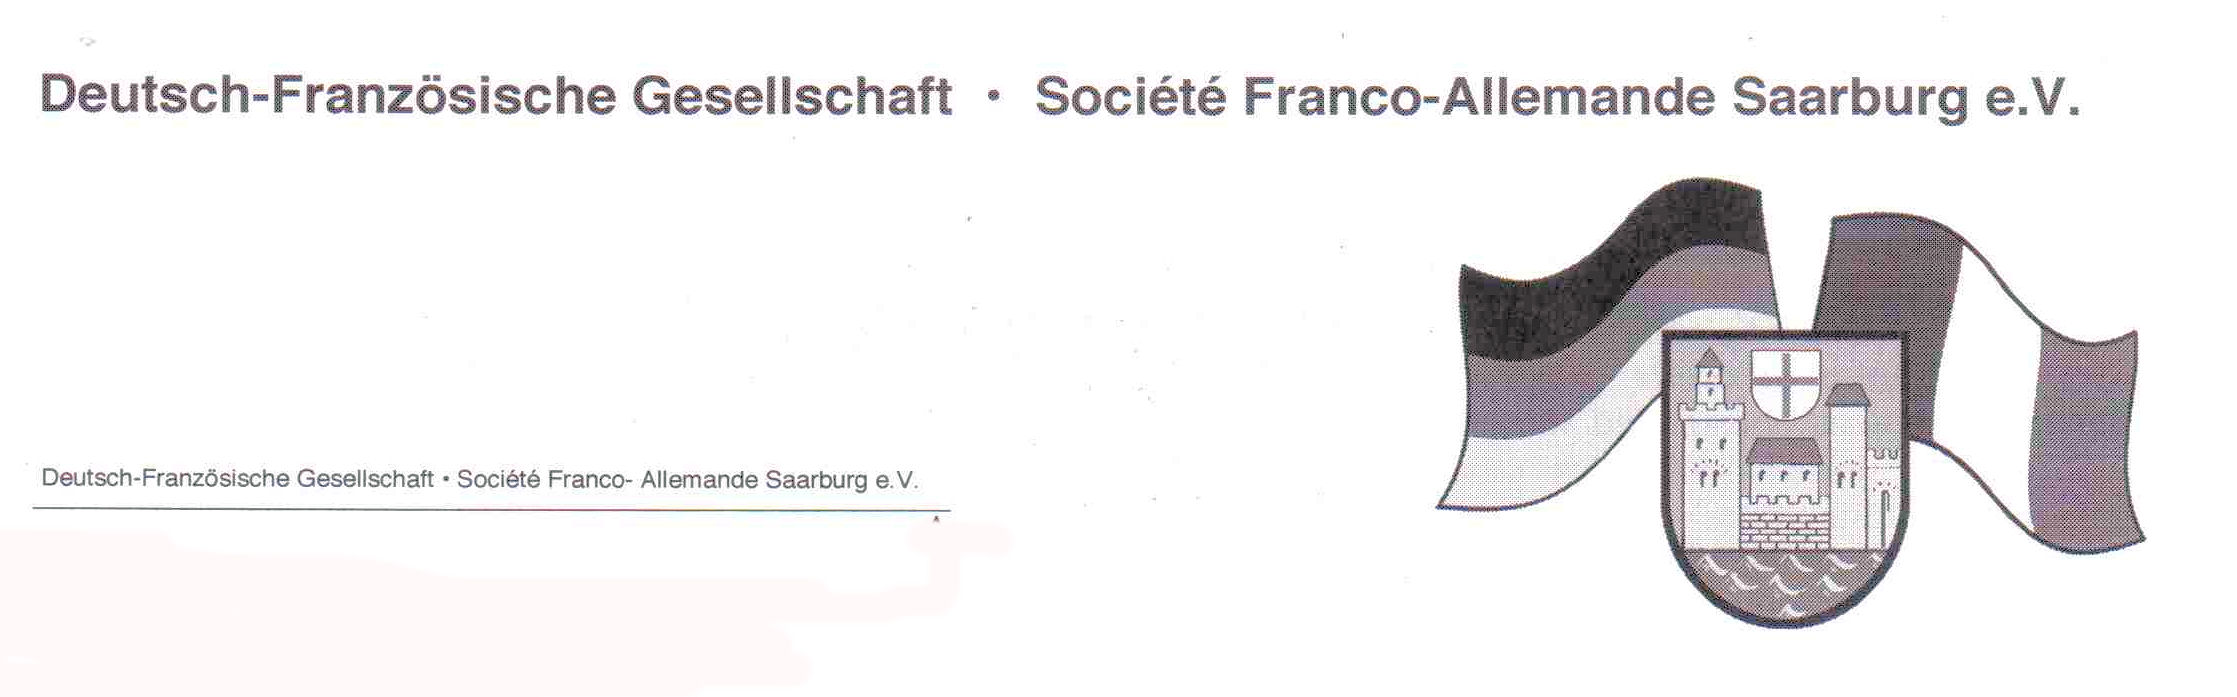 Deutsch-Französische Gesellschaft • Société Franco-Allemande Saarburg e.V.
Deutsch-Französische Gesellschaft • Société Franco- Allemande Saarburg e.V.